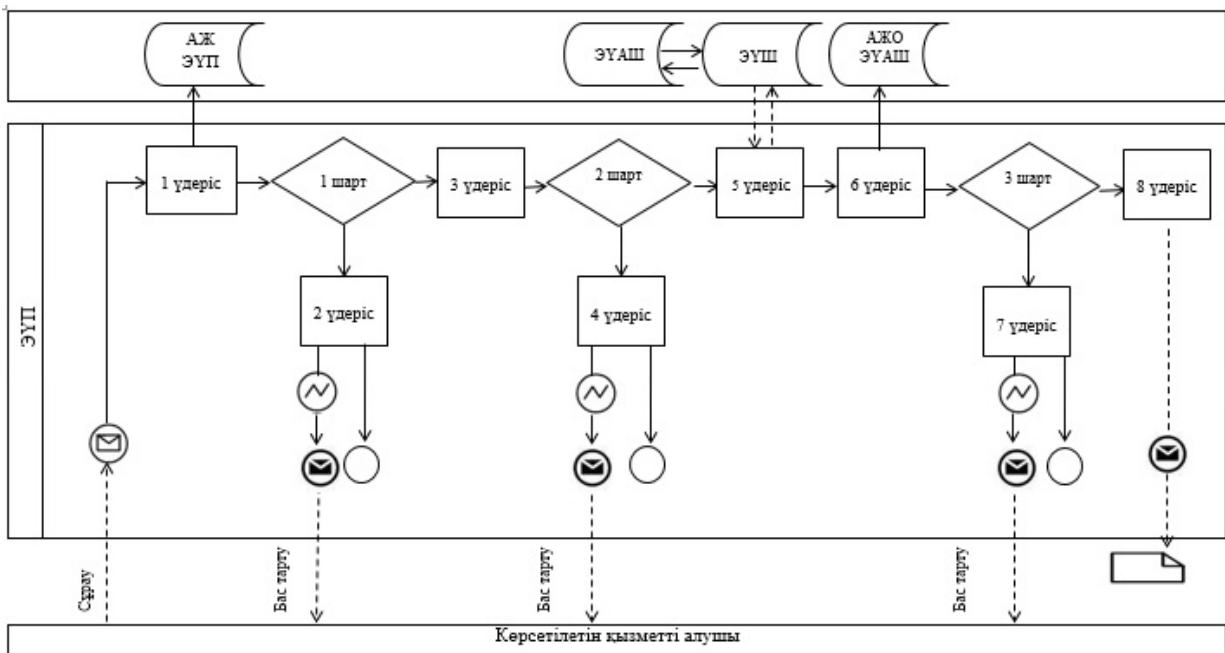 АЖ
ЭҮП
ЭҮАШ
ЭҮШ
АЖО
ЭҮАШ
ЭҮП
1 үдеріс
1 шарт
3 үдеріс
2 шарт
5 үдеріс
6 үдеріс
3 шарт
8 үдеріс
2 үдеріс
4 үдеріс
7 үдеріс
Сұрау
Бас тарту
Бас тарту
Бас тарту
Көрсетілетін қызметті алушы